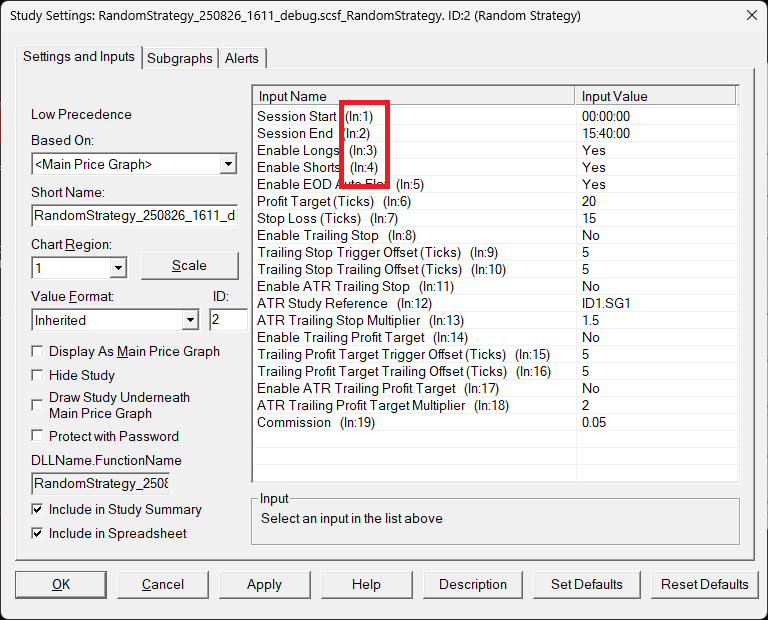 Study Settings: RandomStrategy_250826_1611_debug.scsf_RandomStrategy. ID:2 (Random Strategy)
Settings and Inputs
Subgraphs
Alerts
Low Precedence
Based On:
<Main Price Graph>
Short Name:
RandomStrategy_250826_1611_d
Chart Region:
1
Scale
Value Format:
ID:
Inherited
2
Display As Main Price Graph
Hide Study
Draw Study Underneath
Main Price Graph
Protect with Password
DLLName.FunctionName
RandomStrategy_2508
Include in Study Summary
Include in Spreadsheet
Input Name Input Value
Session Start (In:1) 00:00:00
Session End (In:2) 15:40:00
Enable Longs (In:3) Yes
Enable Shorts (In:4) Yes
Enable EOD Auto Flat (In:5) Yes
Profit Target (Ticks) (In:6) 20
Stop Loss (Ticks) (In:7) 15
Enable Trailing Stop (In:8) No
Trailing Stop Trigger Offset (Ticks) (In:9) 5
Trailing Stop Trailing Offset (Ticks) (In:10) 5
Enable ATR Trailing Stop (In:11) No
ATR Study Reference (In:12) ID1.SG1
ATR Trailing Stop Multiplier (In:13) 1.5
Enable Trailing Profit Target (In:14) No
Trailing Profit Target Trigger Offset (Ticks) (In:15) 5
Trailing Profit Target Trailing Offset (Ticks) (In:16) 5
Enable ATR Trailing Profit Target (In:17) No
ATR Trailing Profit Target Multiplier (In:18) 2
Commission (In:19) 0.05
Input
Select an input in the list above
OK
Cancel
Apply
Help
Description
Set Defaults
Reset Defaults